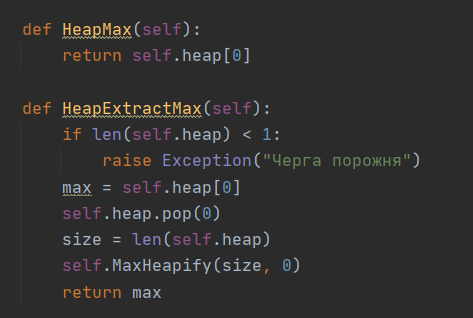 def HeapMax(self):
    return self.heap[0]

def HeapExtractMax(self):
    if len(self.heap) < 1:
        raise Exception("Черга порожня")
    max = self.heap[0]
    self.heap.pop(0)
    size = len(self.heap)
    self.MaxHeapify(size, 0)
    return max